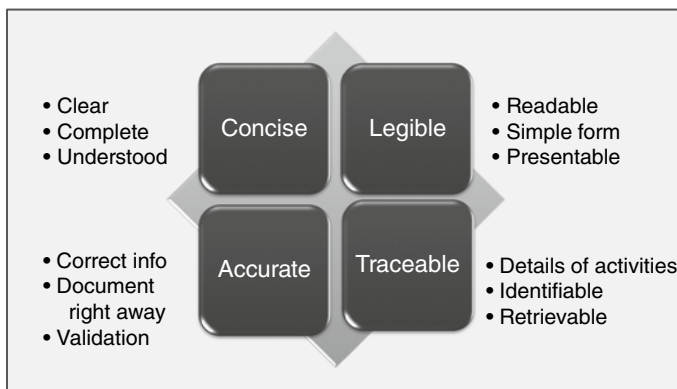 • Clear
• Complete
• Understood
Concise
Legible
• Readable
• Simple form
• Presentable
• Correct info
• Document
right away
• Validation
Accurate
Traceable
• Details of activities
• Identifiable
• Retrievable